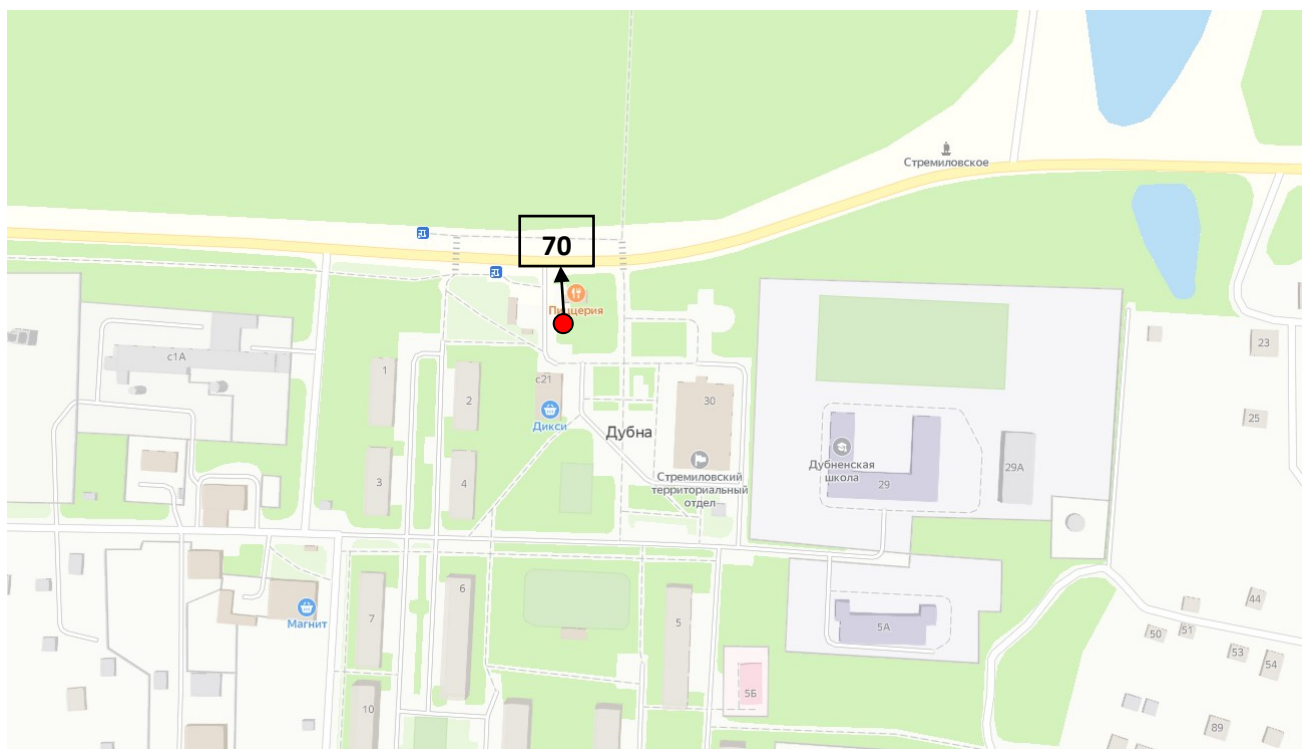 Стремиловское
70
Пиццерия
с1А
1
2
с21
30
23
Дикси
Дубна
25
3
4
Стремиловский
территориальный
отдел
Дубненская
школа
29
29А
Магнит
7
6
5
5А
5Б
10
44
50
51
53
54
89